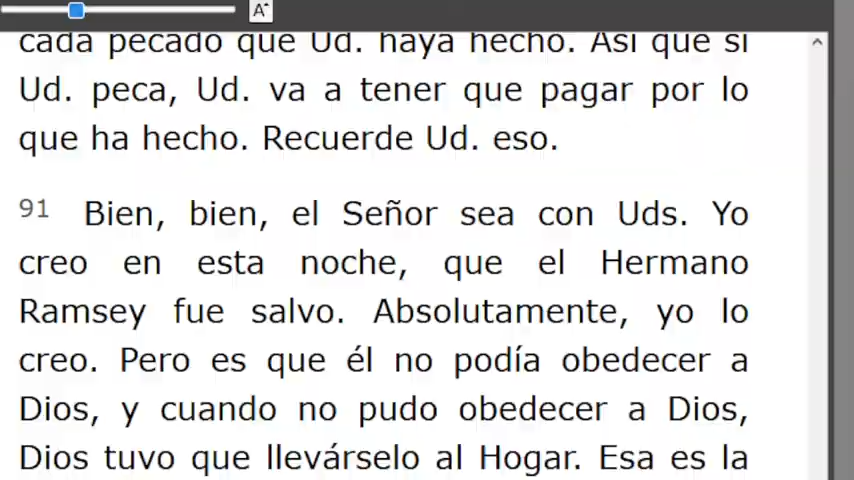 A
cada pecado que Ud. haya hecho. Así que si
Ud. peca, Ud. va a tener que pagar por lo
que ha hecho. Recuerde Ud. eso.
91 Bien, bien, el Señor sea con Uds. Yo
creo en esta noche, que el Hermano
Ramsey fue salvo. Absolutamente, yo lo
creo. Pero es que él no podía obedecer a
Dios, y cuando no pudo obedecer a Dios,
Dios tuvo que llevárselo al Hogar. Esa es la